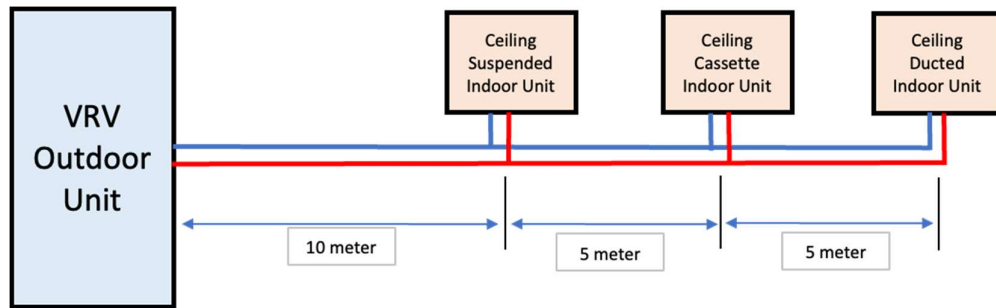 VRV
Outdoor
Unit
Ceiling
Suspended
Indoor Unit
Ceiling
Cassette
Indoor Unit
Ceiling
Ducted
Indoor Unit
10 meter
5 meter
5 meter